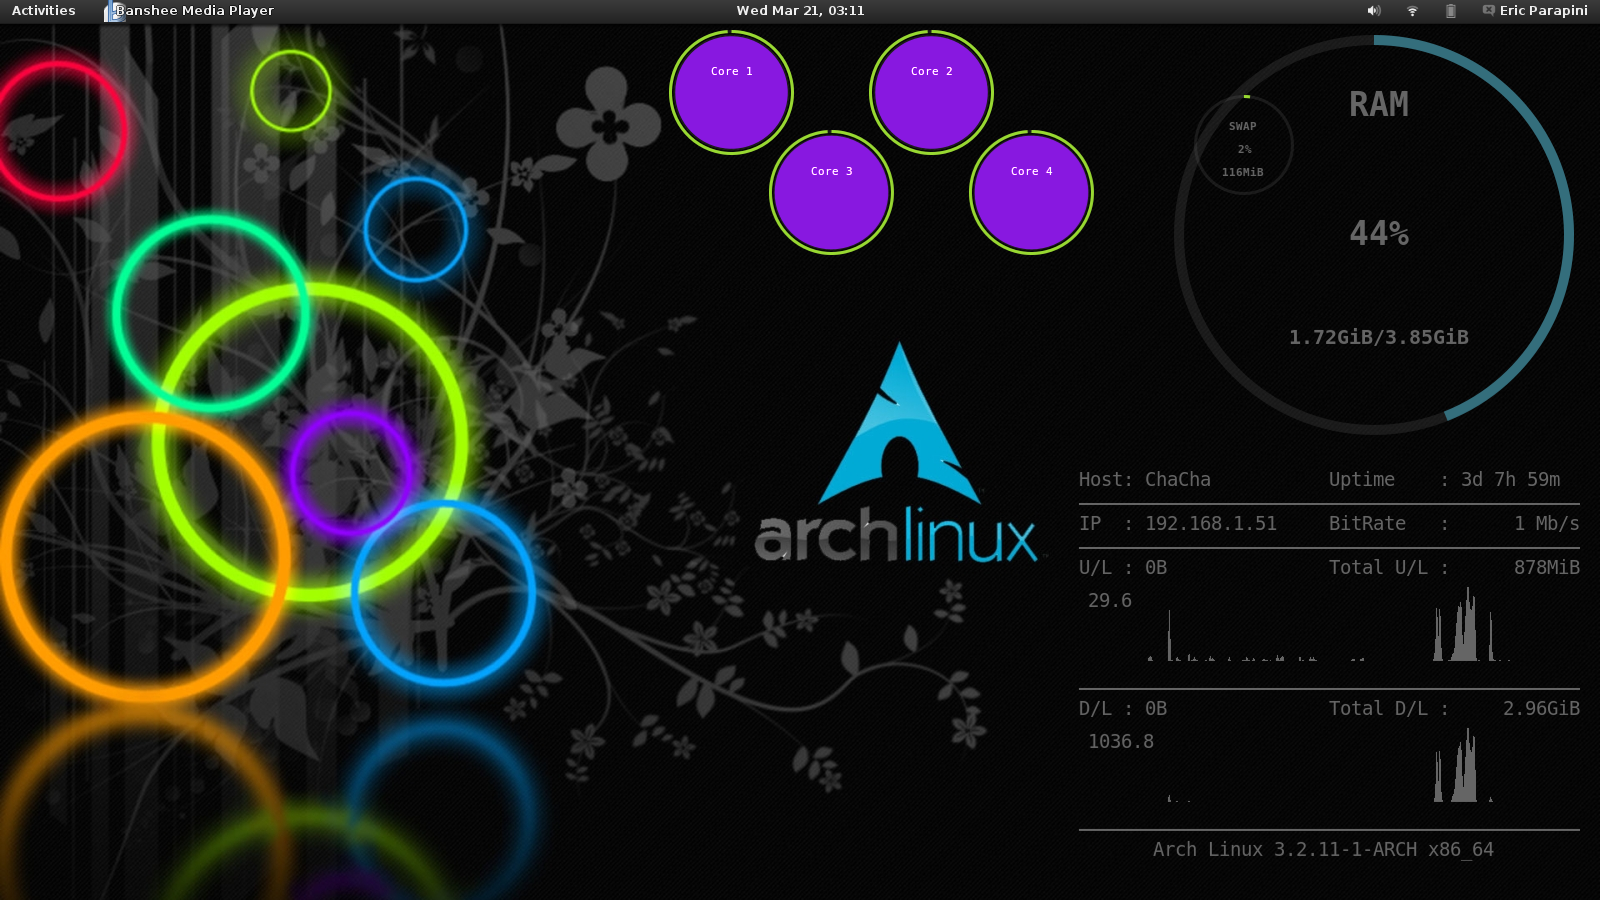 Activities Banshee Media Player Wed Mar 21, 03:11 Eric Parapini
Core 1 Core 2
Core 3 Core 4
RAM
SWAP
2%
116MiB
44%
1.72GiB/3.85GiB
archlinux
Host: ChaCha Uptime : 3d 7h 59m
IP : 192.168.1.51 BitRate : 1 Mb/s
U/L : 0B Total U/L : 878MiB
29.6
D/L : 0B Total D/L : 2.96GiB
1036.8
Arch Linux 3.2.11-1-ARCH x86_64